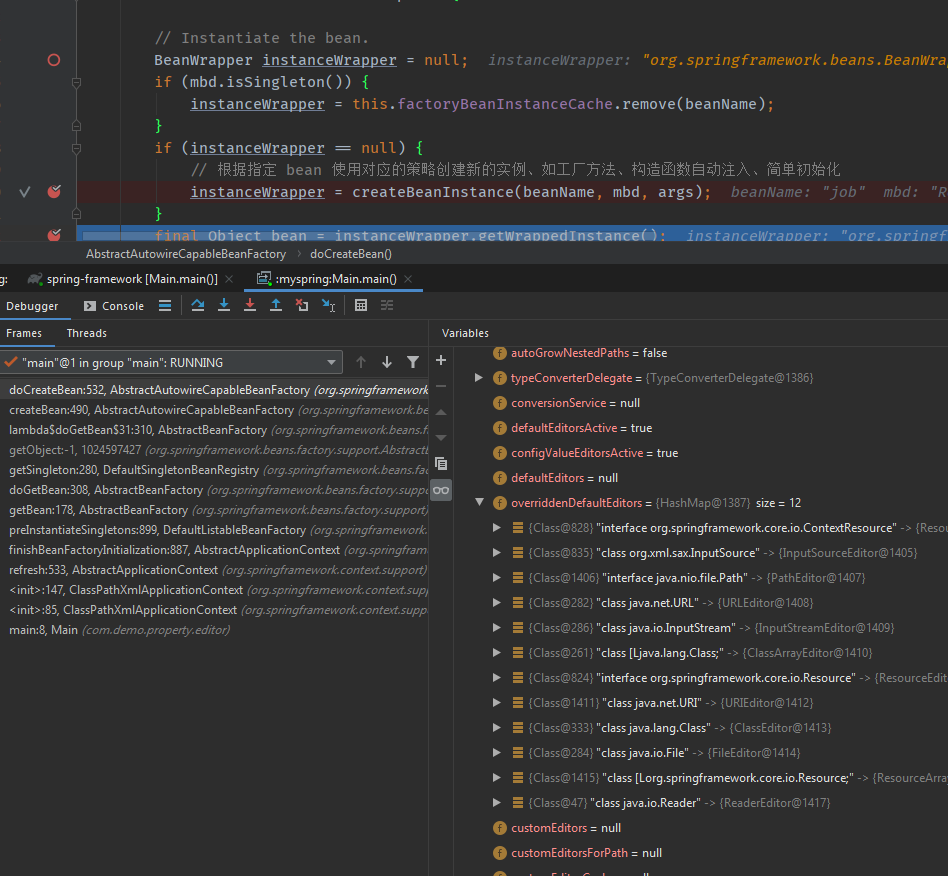 // Instantiate the bean.
BeanWrapper instanceWrapper = null; instanceWrapper: "org.springframework.beans.BeanWrap
if (mbd.isSingleton()) {
instanceWrapper = this.factoryBeanInstanceCache.remove(beanName);
}
if (instanceWrapper == null) {
// 根据指定 bean 使用对应的策略创建新的实例、如工厂方法、构造函数自动注入、简单初始化
instanceWrapper = createBeanInstance(beanName, mbd, args); beanName: "job" mbd: "R
}
final Object bean = instanceWrapper.getWrappedInstance(); instanceWrapper: "org.springf
AbstractAutowireCapableBeanFactory › doCreateBean()
g: spring-framework [Main.main()] × :myspring:Main.main() ×
Debugger Console
Frames Threads
"main"@1 in group "main": RUNNING
doCreateBean:532, AbstractAutowireCapableBeanFactory (org.springframework.
createBean:490, AbstractAutowireCapableBeanFactory (org.springframework.be
lambda$doGetBean$31:310, AbstractBeanFactory (org.springframework.beans.f
getObject:-1, 1024597427 (org.springframework.beans.factory.support.Abstract
getSingleton:280, DefaultSingletonBeanRegistry (org.springframework.beans.fa
doGetBean:308, AbstractBeanFactory (org.springframework.beans.factory.suppo
getBean:178, AbstractBeanFactory (org.springframework.beans.factory.support)
preInstantiateSingletons:899, DefaultListableBeanFactory (org.springframework.
finishBeanFactoryInitialization:887, AbstractApplicationContext (org.springfram
refresh:533, AbstractApplicationContext (org.springframework.context.support)
<init>:147, ClassPathXmlApplicationContext (org.springframework.context.supp
<init>:85, ClassPathXmlApplicationContext (org.springframework.context.suppo
main:8, Main (com.demo.property.editor)
Variables
autoGrowNestedPaths = false
typeConverterDelegate = {TypeConverterDelegate@1386}
conversionService = null
defaultEditorsActive = true
configValueEditorsActive = true
defaultEditors = null
overriddenDefaultEditors = {HashMap@1387} size = 12
{Class@828} "interface org.springframework.core.io.ContextResource" -> {Resou
{Class@835} "class org.xml.sax.InputSource" -> {InputSourceEditor@1405}
{Class@1406} "interface java.nio.file.Path" -> {PathEditor@1407}
{Class@282} "class java.net.URL" -> {URLEditor@1408}
{Class@286} "class java.io.InputStream" -> {InputStreamEditor@1409}
{Class@261} "class [Ljava.lang.Class;" -> {ClassArrayEditor@1410}
{Class@824} "interface org.springframework.core.io.Resource" -> {ResourceEdit
{Class@1411} "class java.net.URI" -> {URIEditor@1412}
{Class@333} "class java.lang.Class" -> {ClassEditor@1413}
{Class@284} "class java.io.File" -> {FileEditor@1414}
{Class@1415} "class [Lorg.springframework.core.io.Resource;" -> {ResourceArray
{Class@47} "class java.io.Reader" -> {ReaderEditor@1417}
customEditors = null
customEditorsForPath = null